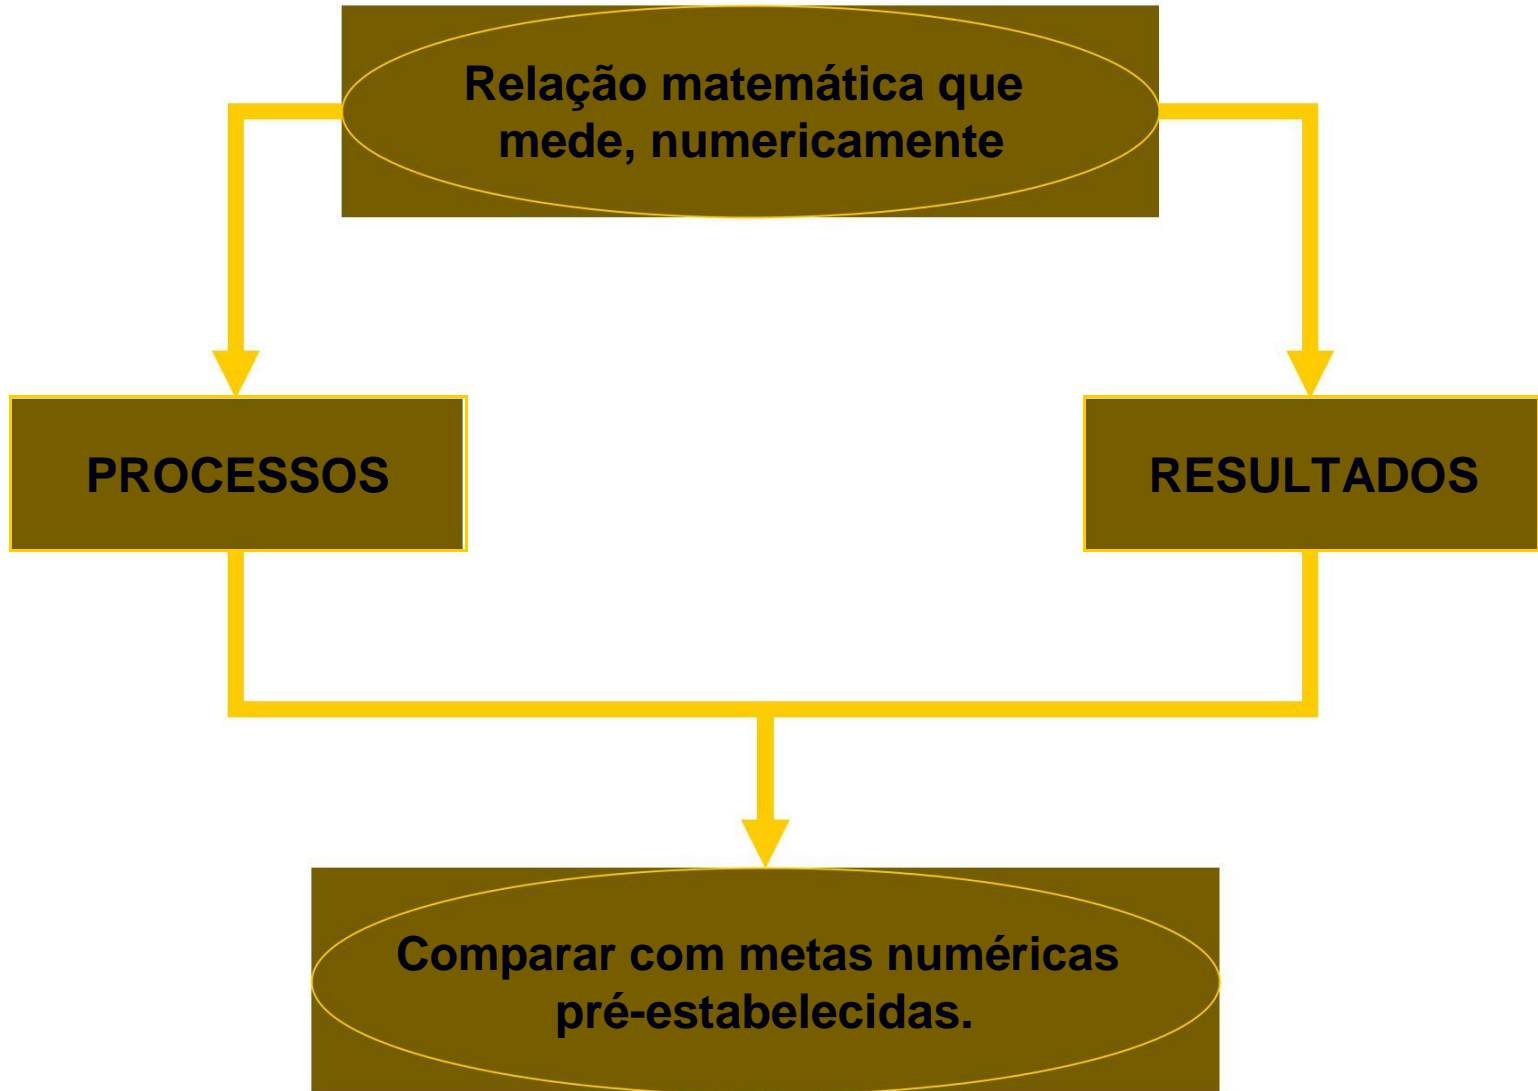 Relação matemática que
mede, numericamente
PROCESSOS
RESULTADOS
Comparar com metas numéricas
pré-estabelecidas.